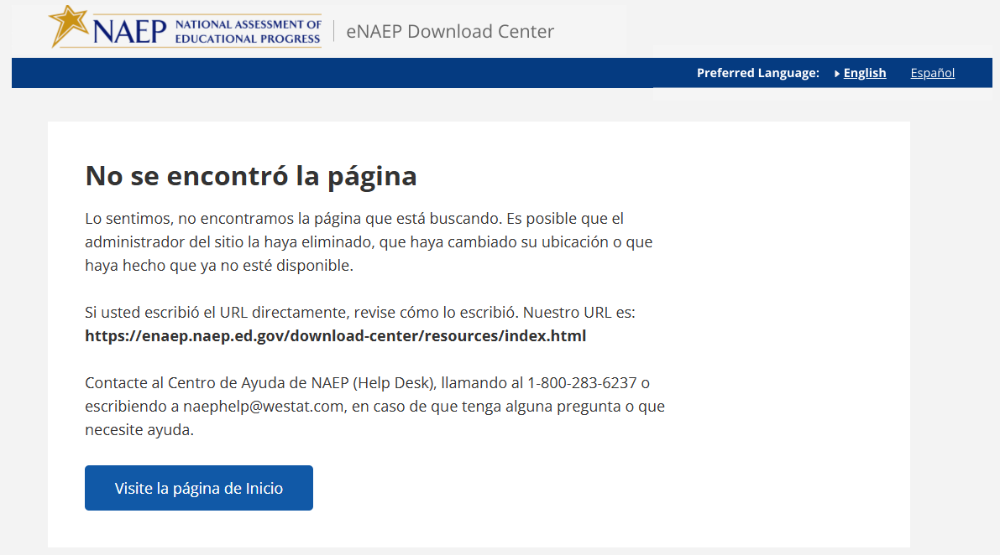 NAEP NATIONAL ASSESSMENT OF
EDUCATIONAL PROGRESS
eNAEP Download Center
Preferred Language: English Español
No se encontró la página
Lo sentimos, no encontramos la página que está buscando. Es posible que el
administrador del sitio la haya eliminado, que haya cambiado su ubicación o que
haya hecho que ya no esté disponible.
Si usted escribió el URL directamente, revise cómo lo escribió. Nuestro URL es:
https://enaep.naep.ed.gov/download-center/resources/index.html
Contacte al Centro de Ayuda de NAEP (Help Desk), llamando al 1-800-283-6237 o
escribiendo a naephelp@westat.com, en caso de que tenga alguna pregunta o que
necesite ayuda.
Visite la página de Inicio